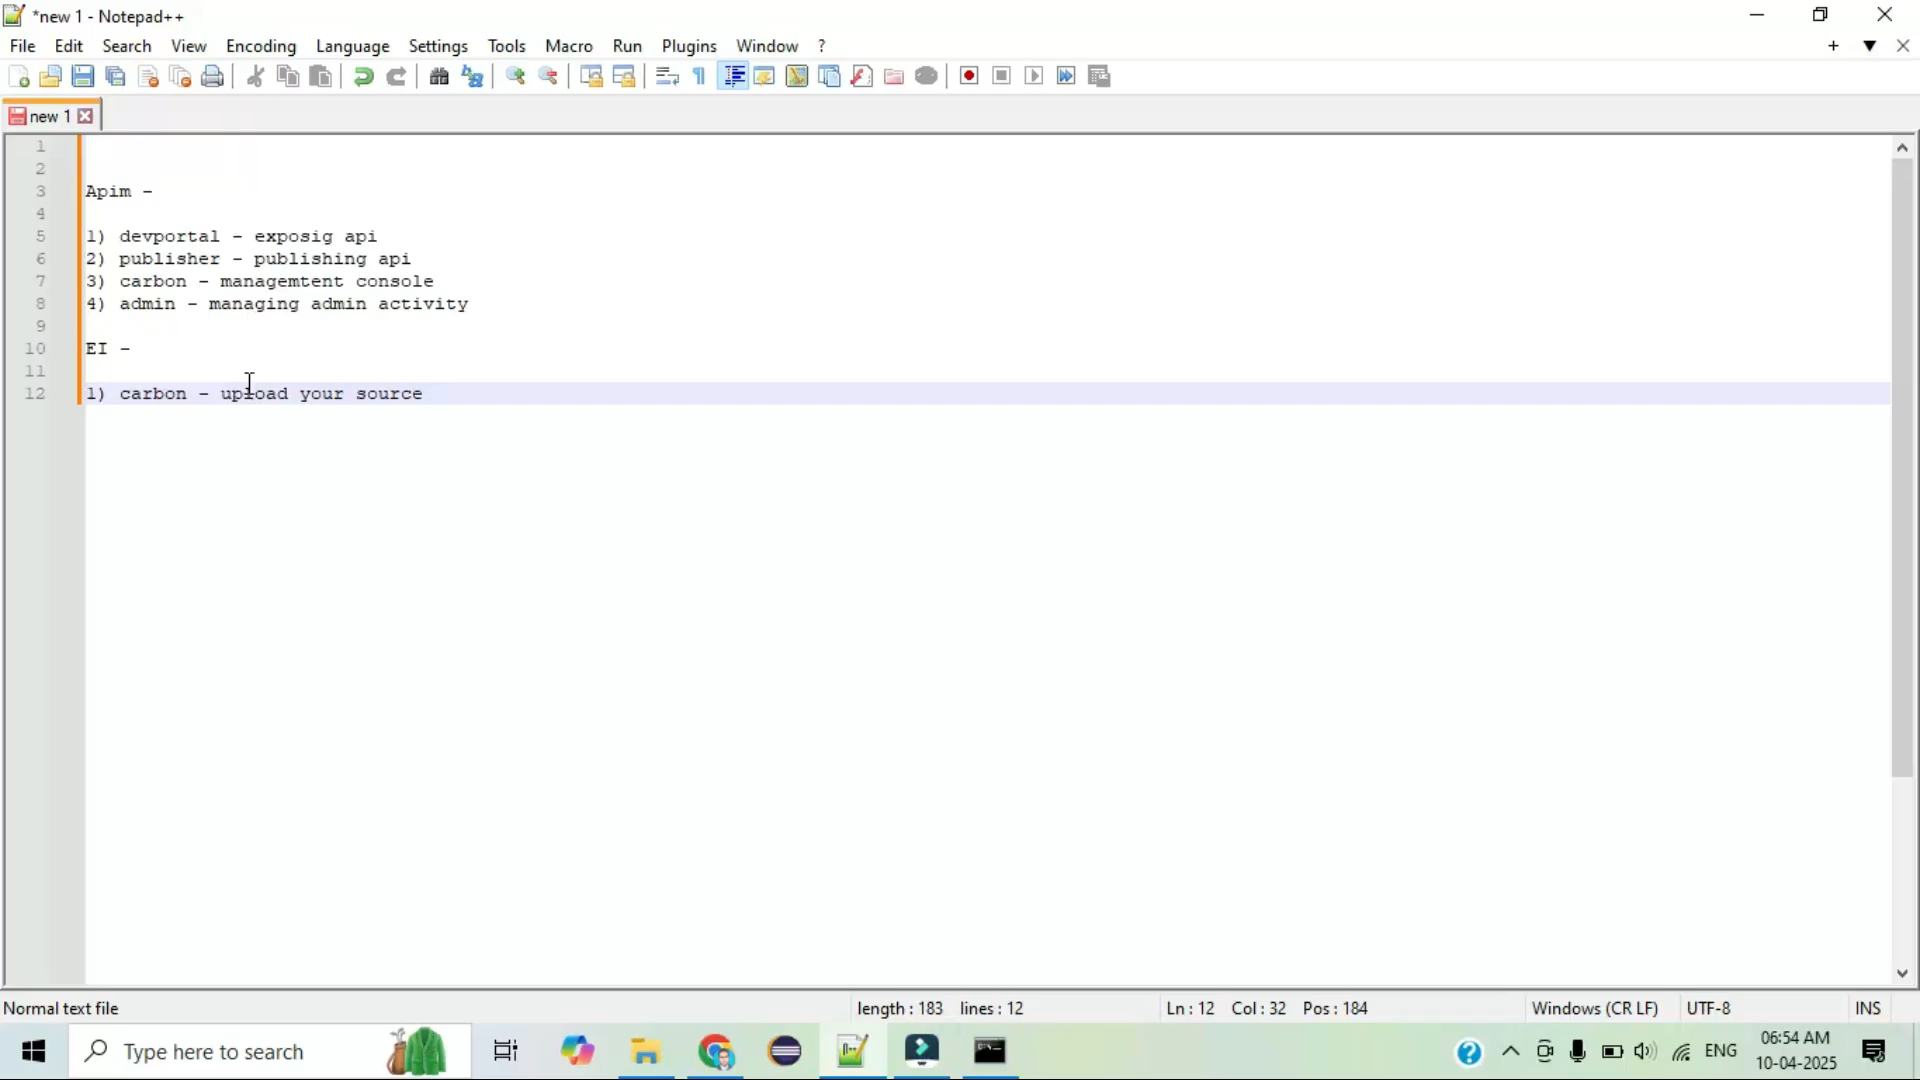 *new 1 - Notepad++
File Edit Search View Encoding Language Settings Tools Macro Run Plugins Window ?
new 1
1
2
3 Apim -
4
5 1) devportal - exposig api
6 2) publisher - publishing api
7 3) carbon - managemtent console
8 4) admin - managing admin activity
9
10 EI -
11
12 1) carbon - upload your source
Normal text file length : 183 lines : 12 Ln : 12 Col : 32 Pos : 184 Windows (CR LF) UTF-8 INS
Type here to search ENG 06:54 AM
10-04-2025